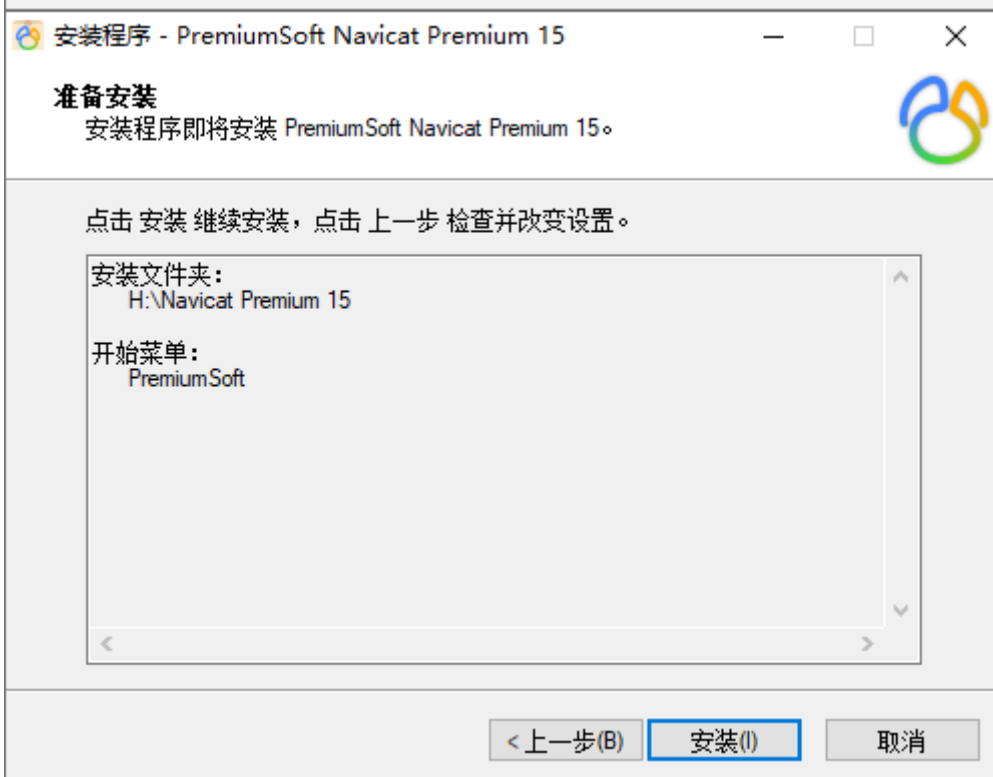 安装程序 - PremiumSoft Navicat Premium 15
准备安装
安装程序即将安装 PremiumSoft Navicat Premium 15。
点击 安装 继续安装，点击 上一步 检查并改变设置。
安装文件夹：
H:\Navicat Premium 15
开始菜单：
PremiumSoft
<上一步(B) 安装(I) 取消